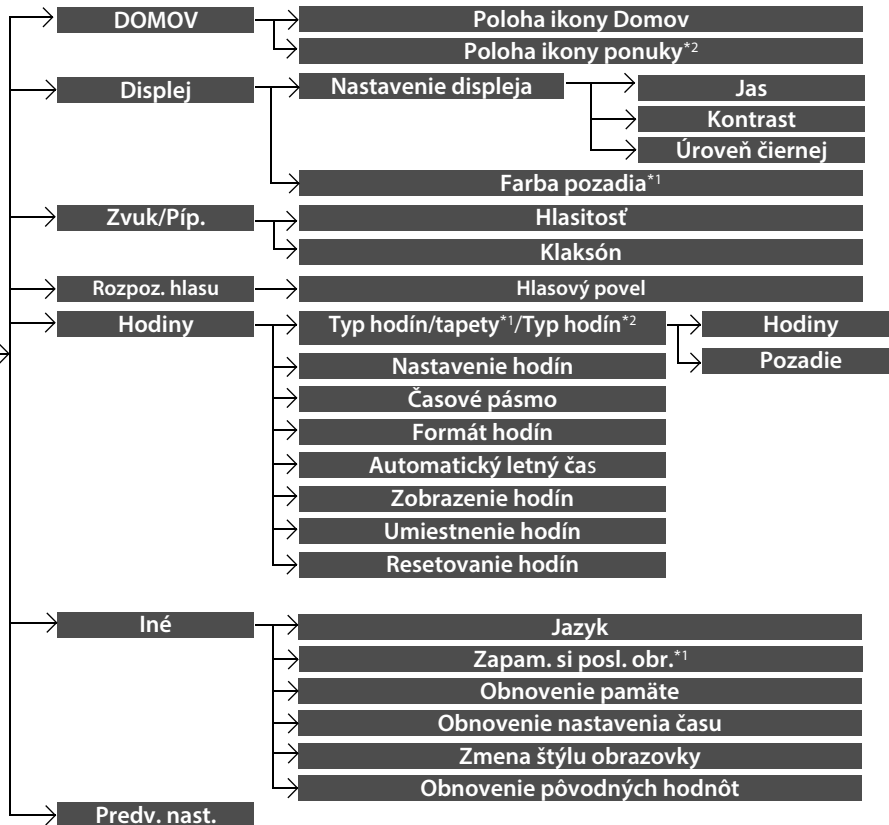 DOMOV
Poloha ikony Domov
Poloha ikony ponuky*2
Displej
Nastavenie displeja
Jas
Kontrast
Úroveň čiernej
Farba pozadia*1
Zvuk/Píp.
Hlasitosť
Klaksón
Rozpoz. hlasu
Hlasový povel
Hodiny
Typ hodín/tapety*1/Typ hodín*2
Hodiny
Pozadie
Nastavenie hodín
Časové pásmo
Formát hodín
Automatický letný čas
Zobrazenie hodín
Umiestnenie hodín
Resetovanie hodín
Iné
Jazyk
Zapam. si posl. obr.*1
Obnovenie pamäte
Obnovenie nastavenia času
Zmena štýlu obrazovky
Obnovenie pôvodných hodnôt
Predv. nast.